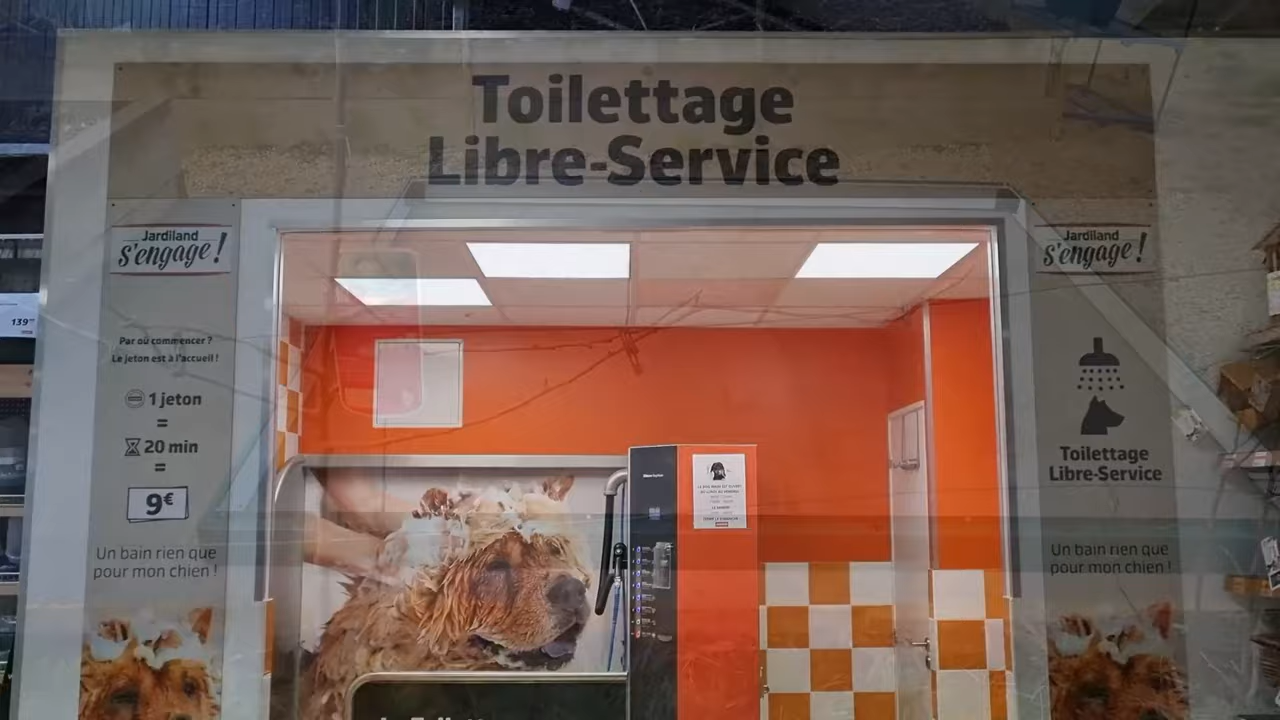 Toilettage
Libre-Service
Jardiland
s'engage !
Par où commencer ?
Le jeton est à l'accueil !
1 jeton
=
20 min
=
9€
Un bain rien que
pour mon chien !
Jardiland
s'engage !
Toilettage
Libre-Service
Un bain rien que
pour mon chien !
139